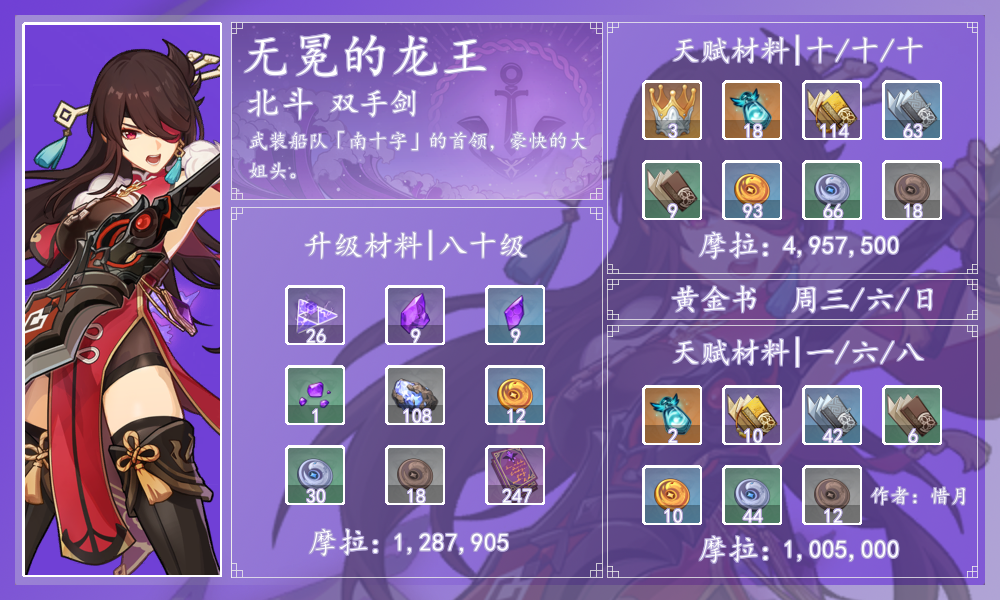 无冕的龙王
北斗 双手剑
武装船队「南十字」的首领，豪快的大
姐头。
升级材料|八十级
26
9
9
1
108
12
30
18
247
摩拉：1,287,905
天赋材料|十/十/十
3
18
114
63
9
93
66
18
摩拉：4,957,500
黄金书 周三/六/日
天赋材料|一/六/八
2
10
42
6
10
44
12
作者：惜月
摩拉：1,005,000